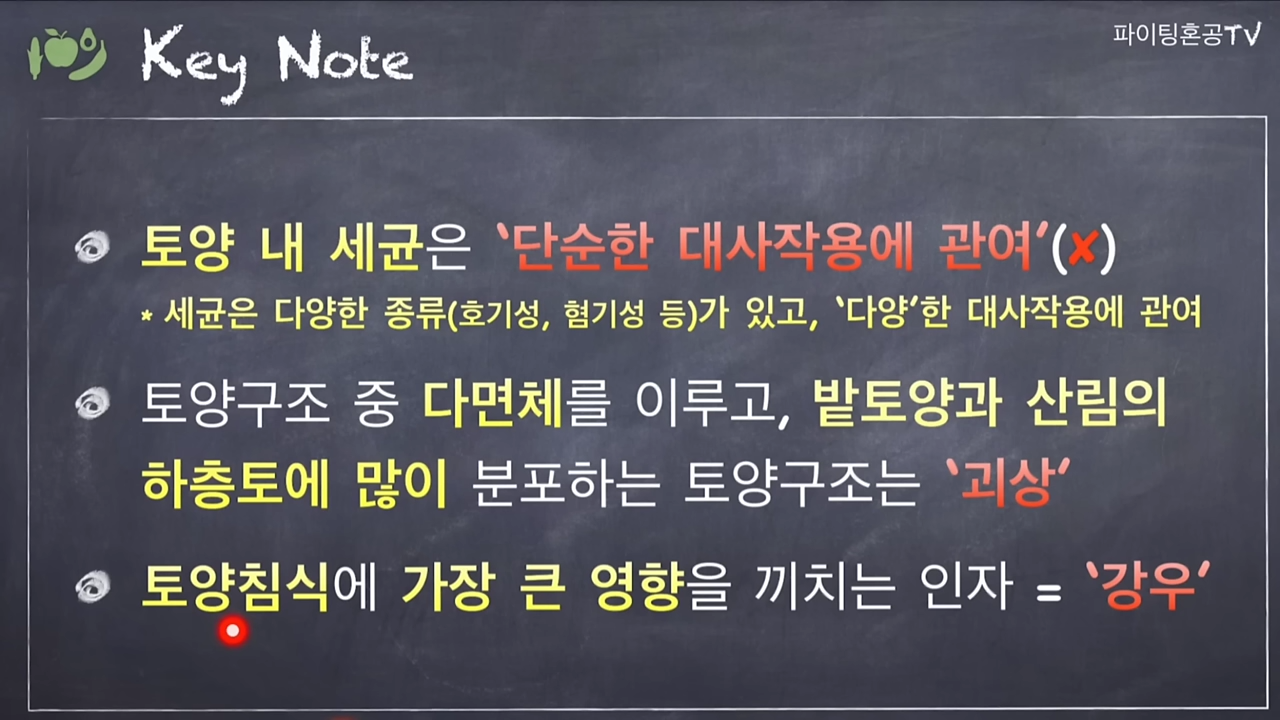 Key Note
파이팅혼공TV
토양 내 세균은 ‘단순한 대사작용에 관여’(✘)
* 세균은 다양한 종류(호기성, 혐기성 등)가 있고, ‘다양’한 대사작용에 관여
토양구조 중 다면체를 이루고, 밭토양과 산림의
하층토에 많이 분포하는 토양구조는 ‘괴상’
토양침식에 가장 큰 영향을 끼치는 인자 = ‘강우’